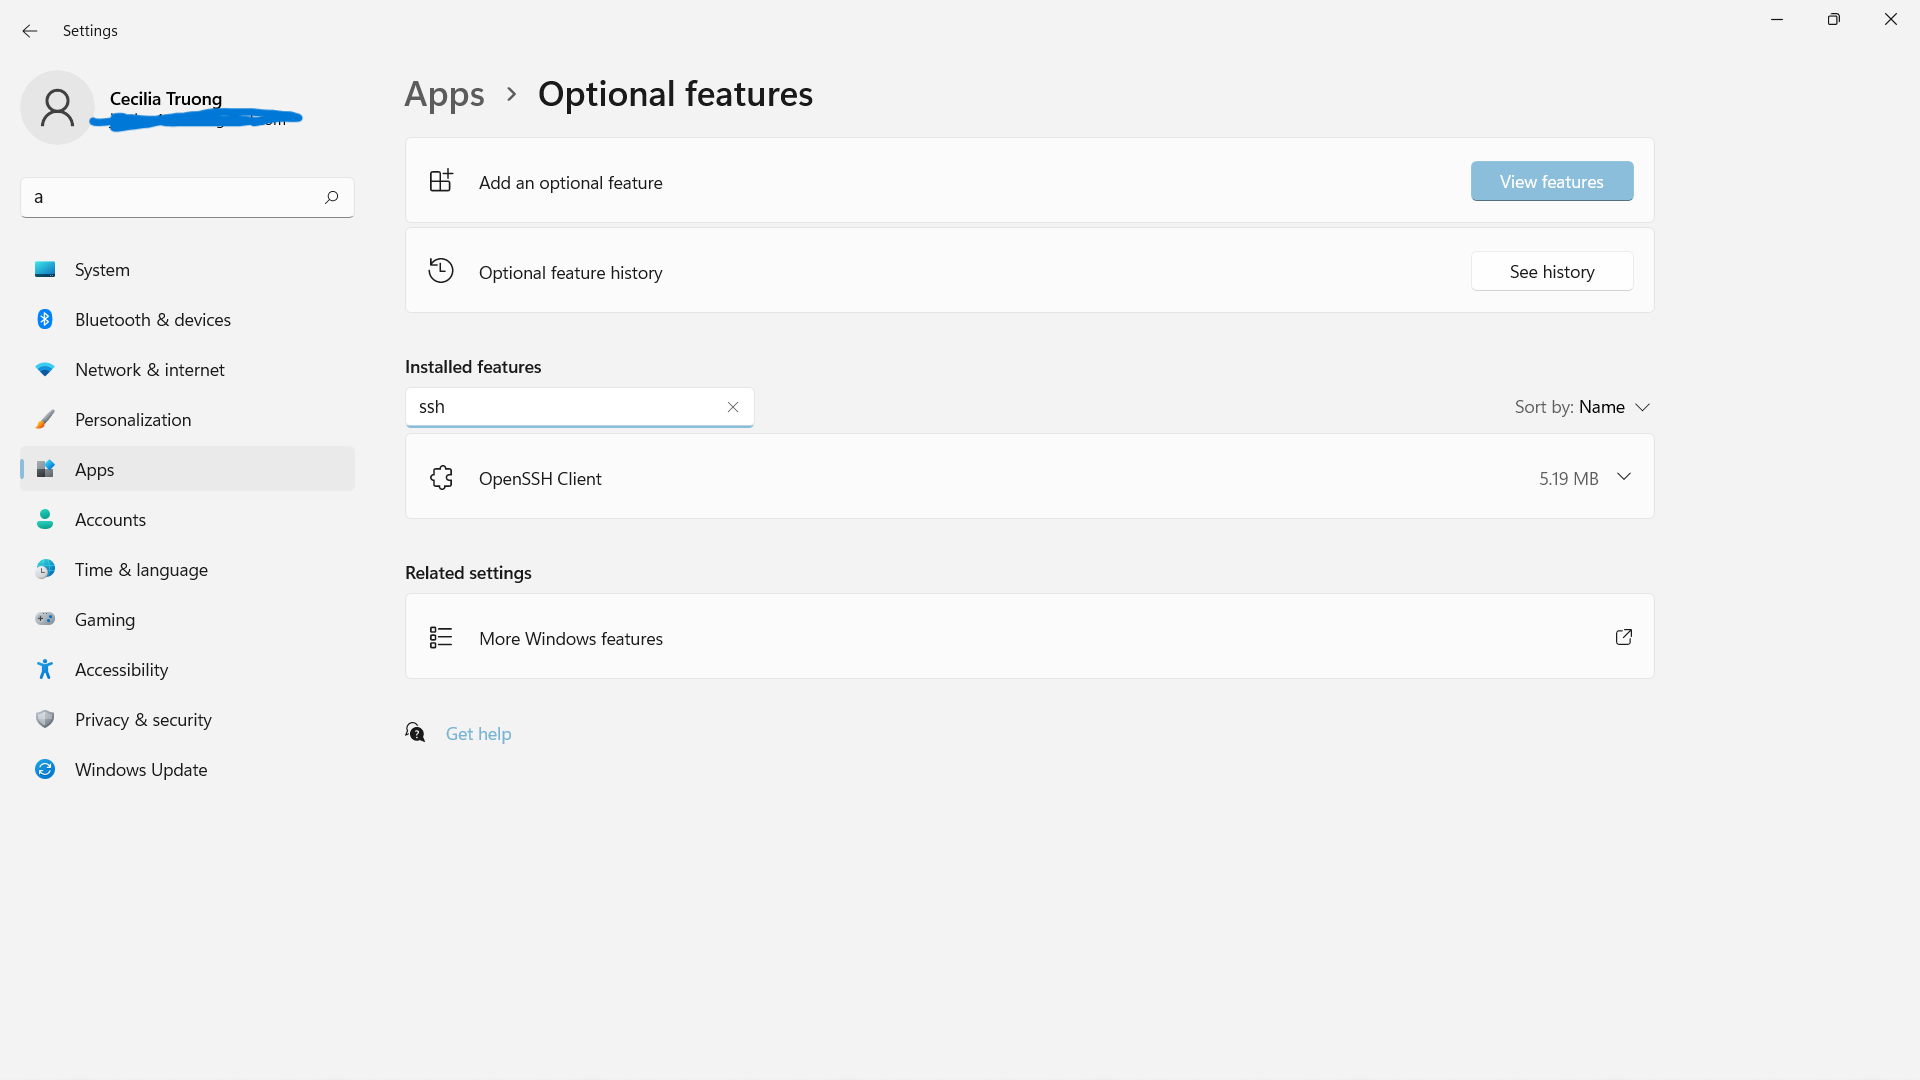 Settings
Cecilia Truong
a
System
Bluetooth & devices
Network & internet
Personalization
Apps
Accounts
Time & language
Gaming
Accessibility
Privacy & security
Windows Update
Apps > Optional features
Add an optional feature
View features
Optional feature history
See history
Installed features
ssh
Sort by: Name
OpenSSH Client
5.19 MB
Related settings
More Windows features
Get help